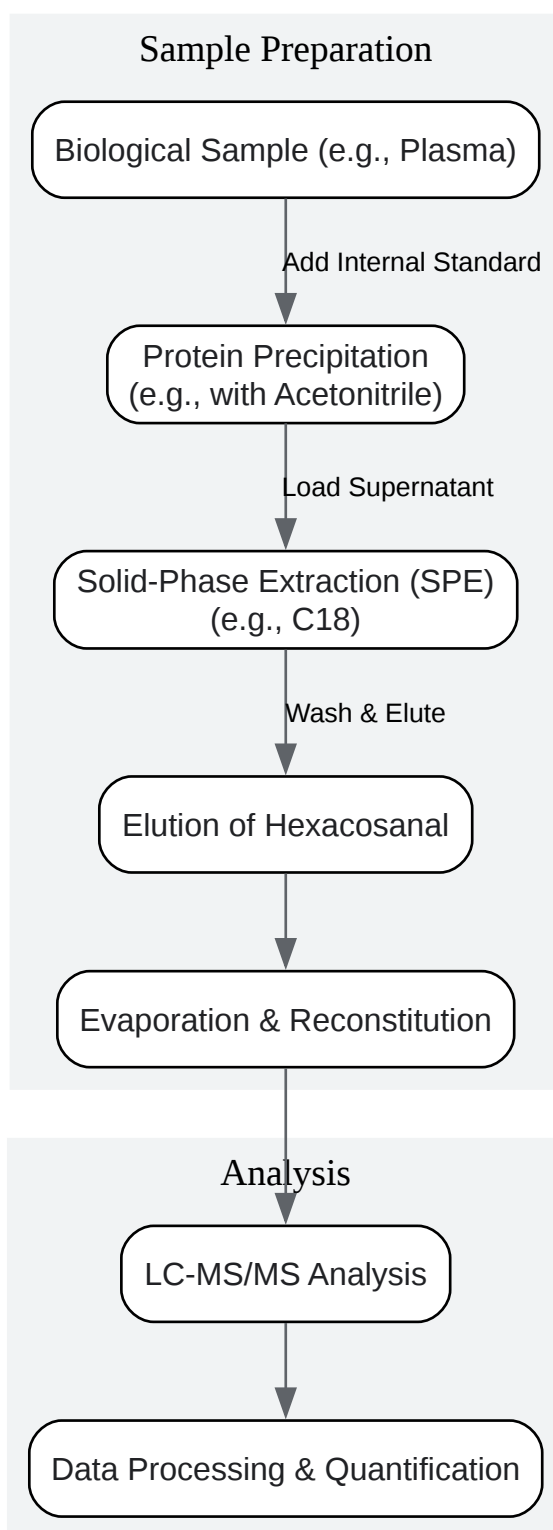 Sample Preparation
Biological Sample (e.g., Plasma)
Add Internal Standard
Protein Precipitation
(e.g., with Acetonitrile)
Load Supernatant
Solid-Phase Extraction (SPE)
(e.g., C18)
Wash & Elute
Elution of Hexacosanal
Evaporation & Reconstitution
Analysis
LC-MS/MS Analysis
Data Processing & Quantification